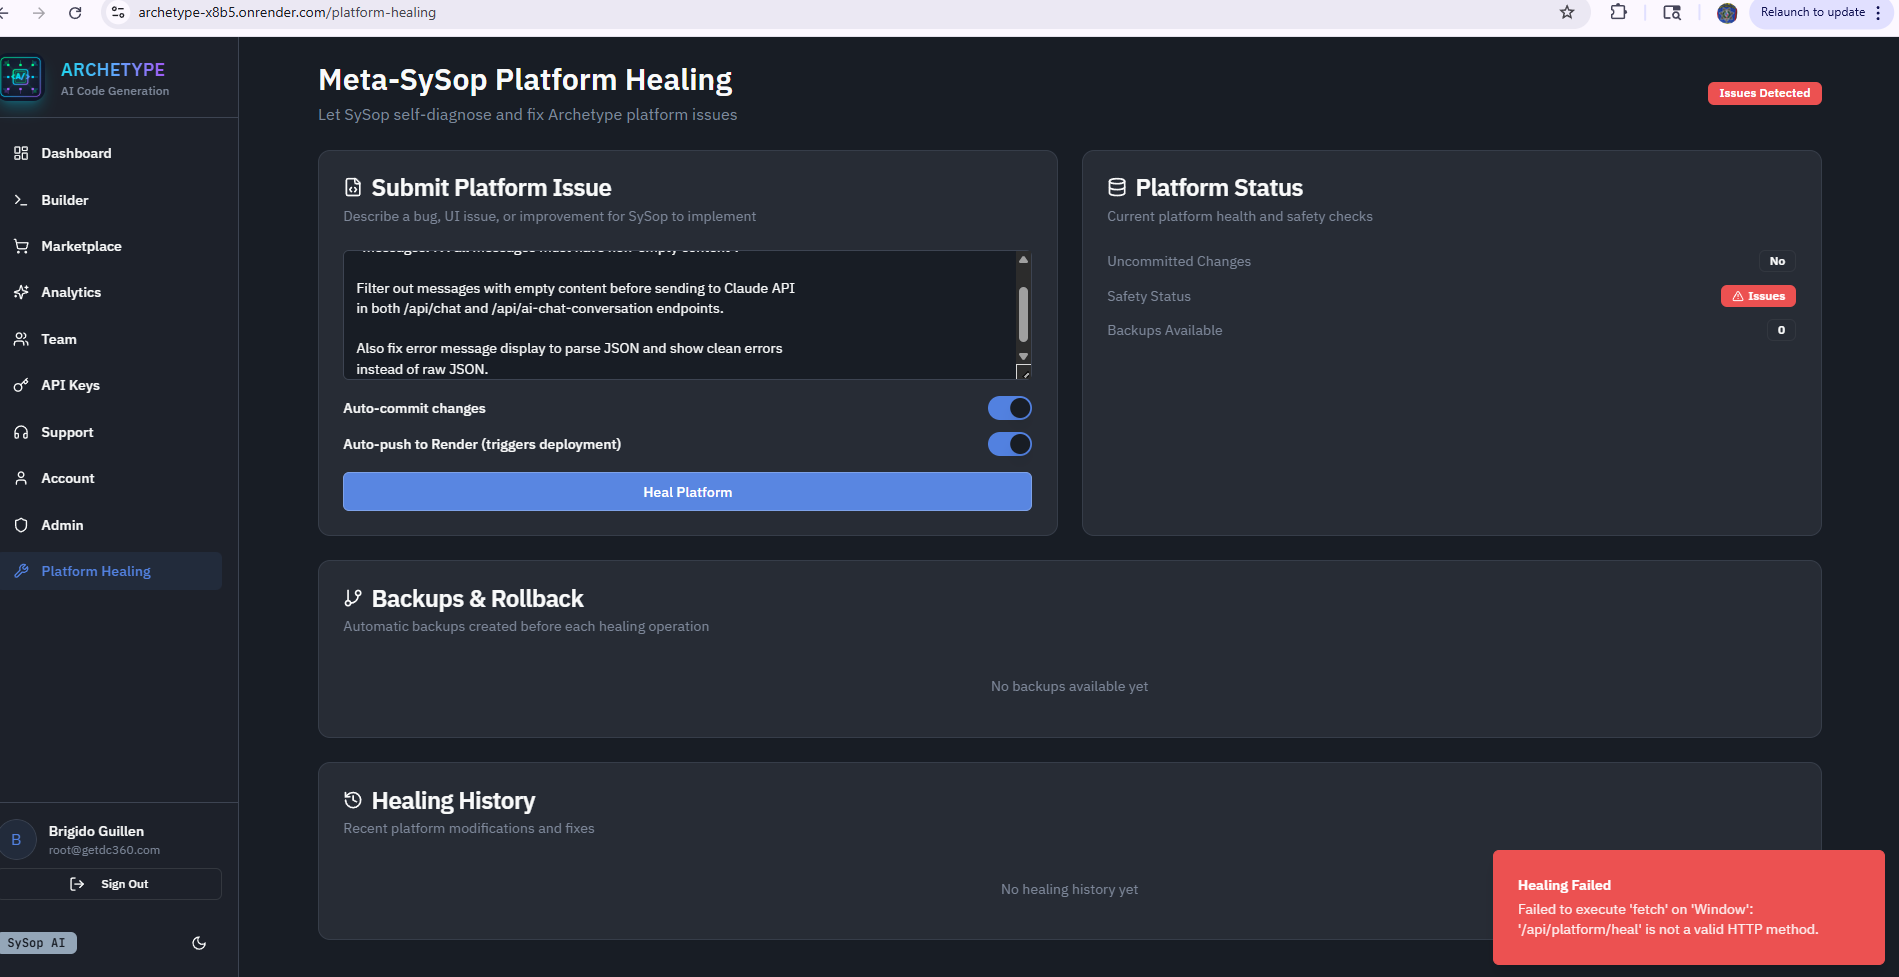 archetype-x8b5.onrender.com/platform-healing
Relaunch to update
ARCHETYPE
AI Code Generation
Dashboard
Builder
Marketplace
Analytics
Team
API Keys
Support
Account
Admin
Platform Healing
Brigido Guillen
B
root@getdc360.com
Sign Out
SySop AI
Meta-SySop Platform Healing
Let SySop self-diagnose and fix Archetype platform issues
Issues Detected
Submit Platform Issue
Describe a bug, UI issue, or improvement for SySop to implement
Filter out messages with empty content before sending to Claude API
in both /api/chat and /api/ai-chat-conversation endpoints.
Also fix error message display to parse JSON and show clean errors
instead of raw JSON.
Auto-commit changes
Auto-push to Render (triggers deployment)
Heal Platform
Platform Status
Current platform health and safety checks
Uncommitted Changes
No
Safety Status
Issues
Backups Available
0
Backups & Rollback
Automatic backups created before each healing operation
No backups available yet
Healing History
Recent platform modifications and fixes
No healing history yet
Healing Failed
Failed to execute 'fetch' on 'Window':
'/api/platform/heal' is not a valid HTTP method.